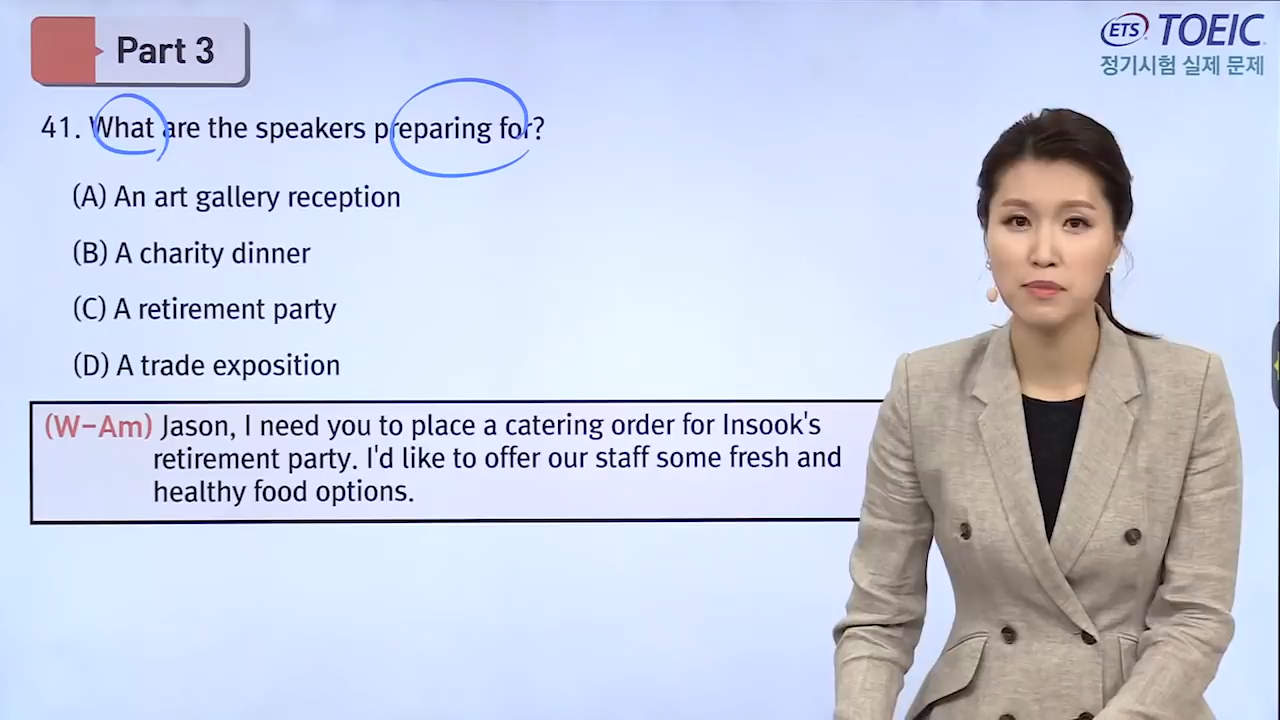 Part 3
ETS TOEIC
정기시험 실제 문제
41. What are the speakers preparing for?
(A) An art gallery reception
(B) A charity dinner
(C) A retirement party
(D) A trade exposition
(W-Am) Jason, I need you to place a catering order for Insook's
retirement party. I'd like to offer our staff some fresh and
healthy food options.